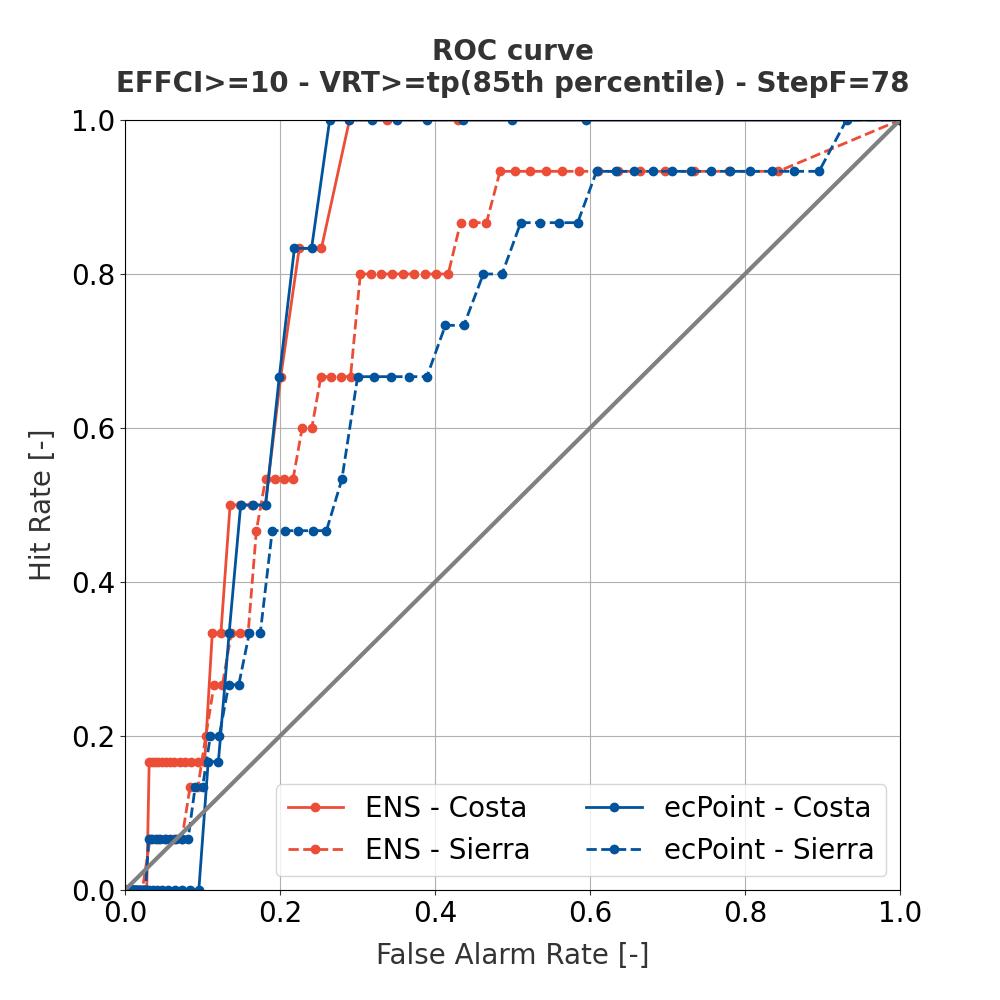 ROC curve
EFFCI>=10 - VRT>=tp(85th percentile) - StepF=78
1.0
0.8
0.6
0.4
0.2
0.0
Hit Rate [-]
0.0 0.2 0.4 0.6 0.8 1.0
False Alarm Rate [-]
ENS - Costa
ENS - Sierra
ecPoint - Costa
ecPoint - Sierra